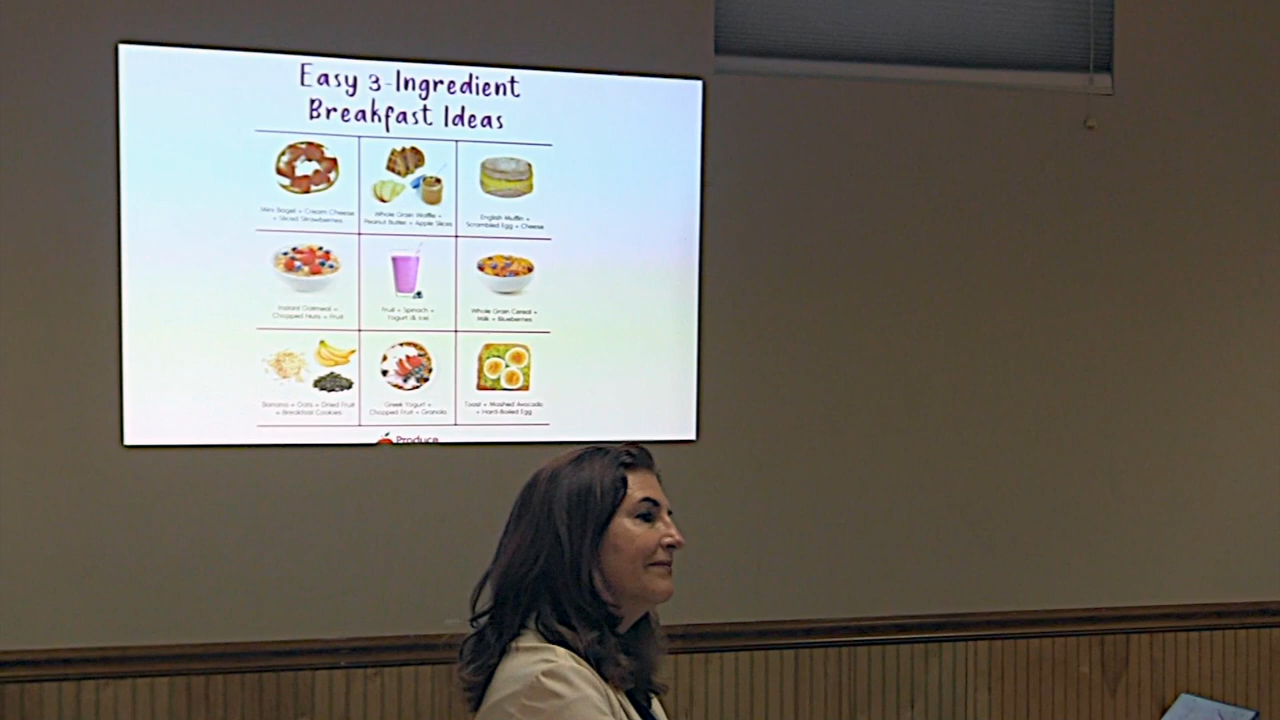 Easy 3-Ingredient
Breakfast Ideas
Mini Bagel + Cream Cheese
+ Sliced Strawberries
Whole Grain Waffle +
Peanut Butter + Apple Slices
English Muffin +
Scrambled Egg + Cheese
Instant Oatmeal +
Chopped Nuts + Fruit
Fruit + Spinach +
Yogurt (& Ice)
Whole Grain Cereal +
Milk + Blueberries
Banana + Oats + Dried Fruit
= Breakfast Cookies
Greek Yogurt +
Chopped Fruit + Granola
Toast + Mashed Avocado
+ Hard-Boiled Egg
Produce